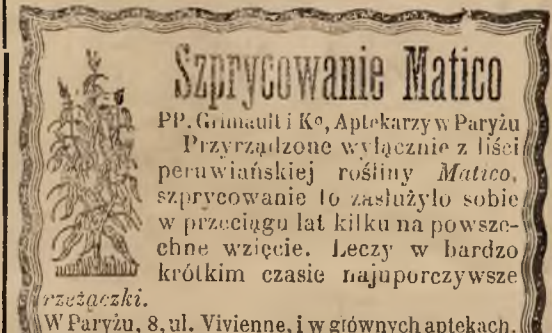 Szprycowanie Matico
PP. Grimault i Kº, Aptekarzy w Paryżu
Przyrządzone wyłącznie z liści
peruwiańskiej rośliny Matico,
szprycowanie to zasłużyło sobie
w przeciągu lat kilku na powsze-
chne wzięcie. Leczy w bardzo
krótkim czasie najuporczywsze
rzeżączki.
W Paryżu, 8, ul. Vivienne, i w głównych aptekach.